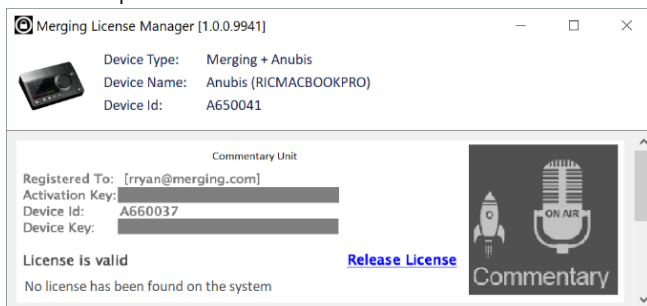 Merging License Manager [1.0.0.9941]
Device Type: Merging + Anubis
Device Name: Anubis (RICMACBOOKPRO)
Device Id: A650041
Commentary Unit
Registered To: [rryan@merging.com]
Activation Key:
Device Id: A660037
Device Key:
License is valid Release License
No license has been found on the system
ON AIR
Commentary